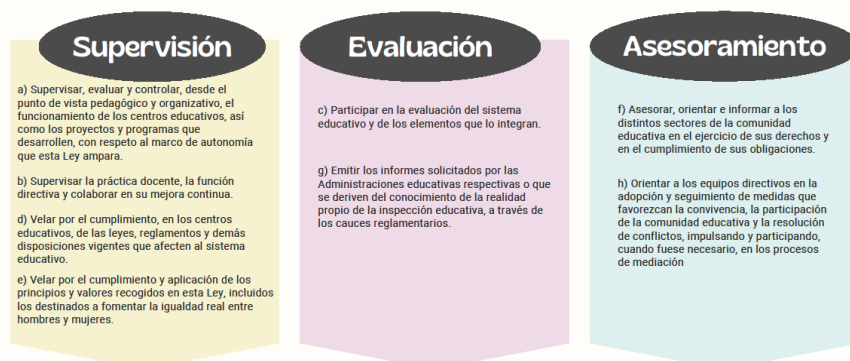 Supervisión
a) Supervisar, evaluar y controlar, desde el
punto de vista pedagógico y organizativo, el
funcionamiento de los centros educativos, así
como los proyectos y programas que
desarrollen, con respeto al marco de autonomía
que esta Ley ampara.
b) Supervisar la práctica docente, la función
directiva y colaborar en su mejora continua.
d) Velar por el cumplimiento, en los centros
educativos, de las leyes, reglamentos y demás
disposiciones vigentes que afecten al sistema
educativo.
e) Velar por el cumplimiento y aplicación de los
principios y valores recogidos en esta Ley, incluidos
los destinados a fomentar la igualdad real entre
hombres y mujeres.
Evaluación
c) Participar en la evaluación del sistema
educativo y de los elementos que lo integran.
g) Emitir los informes solicitados por las
Administraciones educativas respectivas o que
se deriven del conocimiento de la realidad
propio de la inspección educativa, a través de
los cauces reglamentarios.
Asesoramiento
f) Asesorar, orientar e informar a los
distintos sectores de la comunidad
educativa en el ejercicio de sus derechos y
en el cumplimiento de sus obligaciones.
h) Orientar a los equipos directivos en la
adopción y seguimiento de medidas que
favorezcan la convivencia, la participación
de la comunidad educativa y la resolución
de conflictos, impulsando y participando,
cuando fuese necesario, en los procesos
de mediación